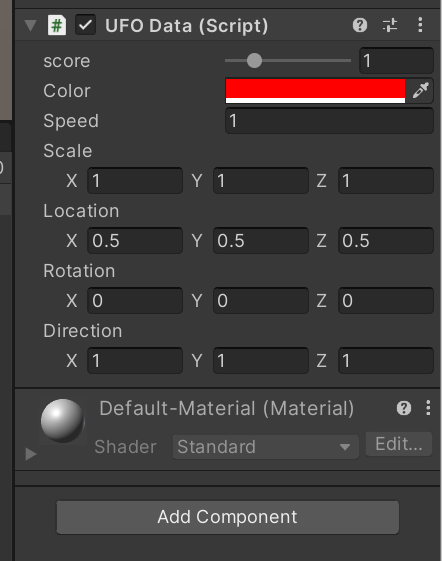 UFO Data (Script)
score 1
Color
Speed 1
Scale
X 1 Y 1 Z 1
Location
X 0.5 Y 0.5 Z 0.5
Rotation
X 0 Y 0 Z 0
Direction
X 1 Y 1 Z 1
Default-Material (Material)
Shader Standard Edit...
Add Component